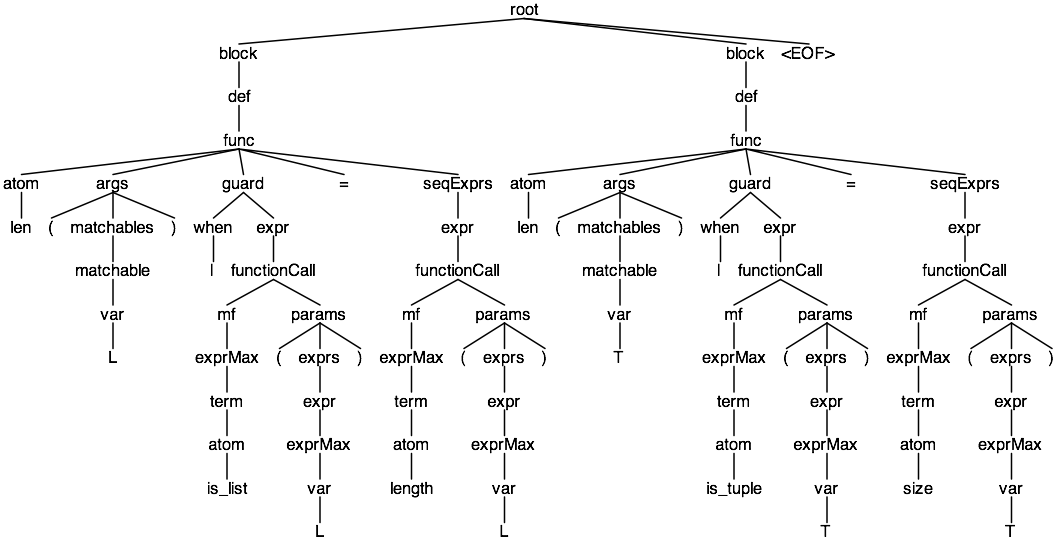 root
block block <EOF>
def def
func func
atom args guard = seqExprs atom args guard = seqExprs
len ( matchables ) when expr expr len ( matchables ) when expr expr
matchable | functionCall functionCall matchable | functionCall functionCall
var mf params mf params var mf params mf params
L exprMax ( exprs ) exprMax ( exprs ) T exprMax ( exprs ) exprMax ( exprs )
term expr term expr term expr term expr
atom exprMax atom exprMax atom exprMax atom exprMax
is_list var length var is_tuple var size var
L L T T